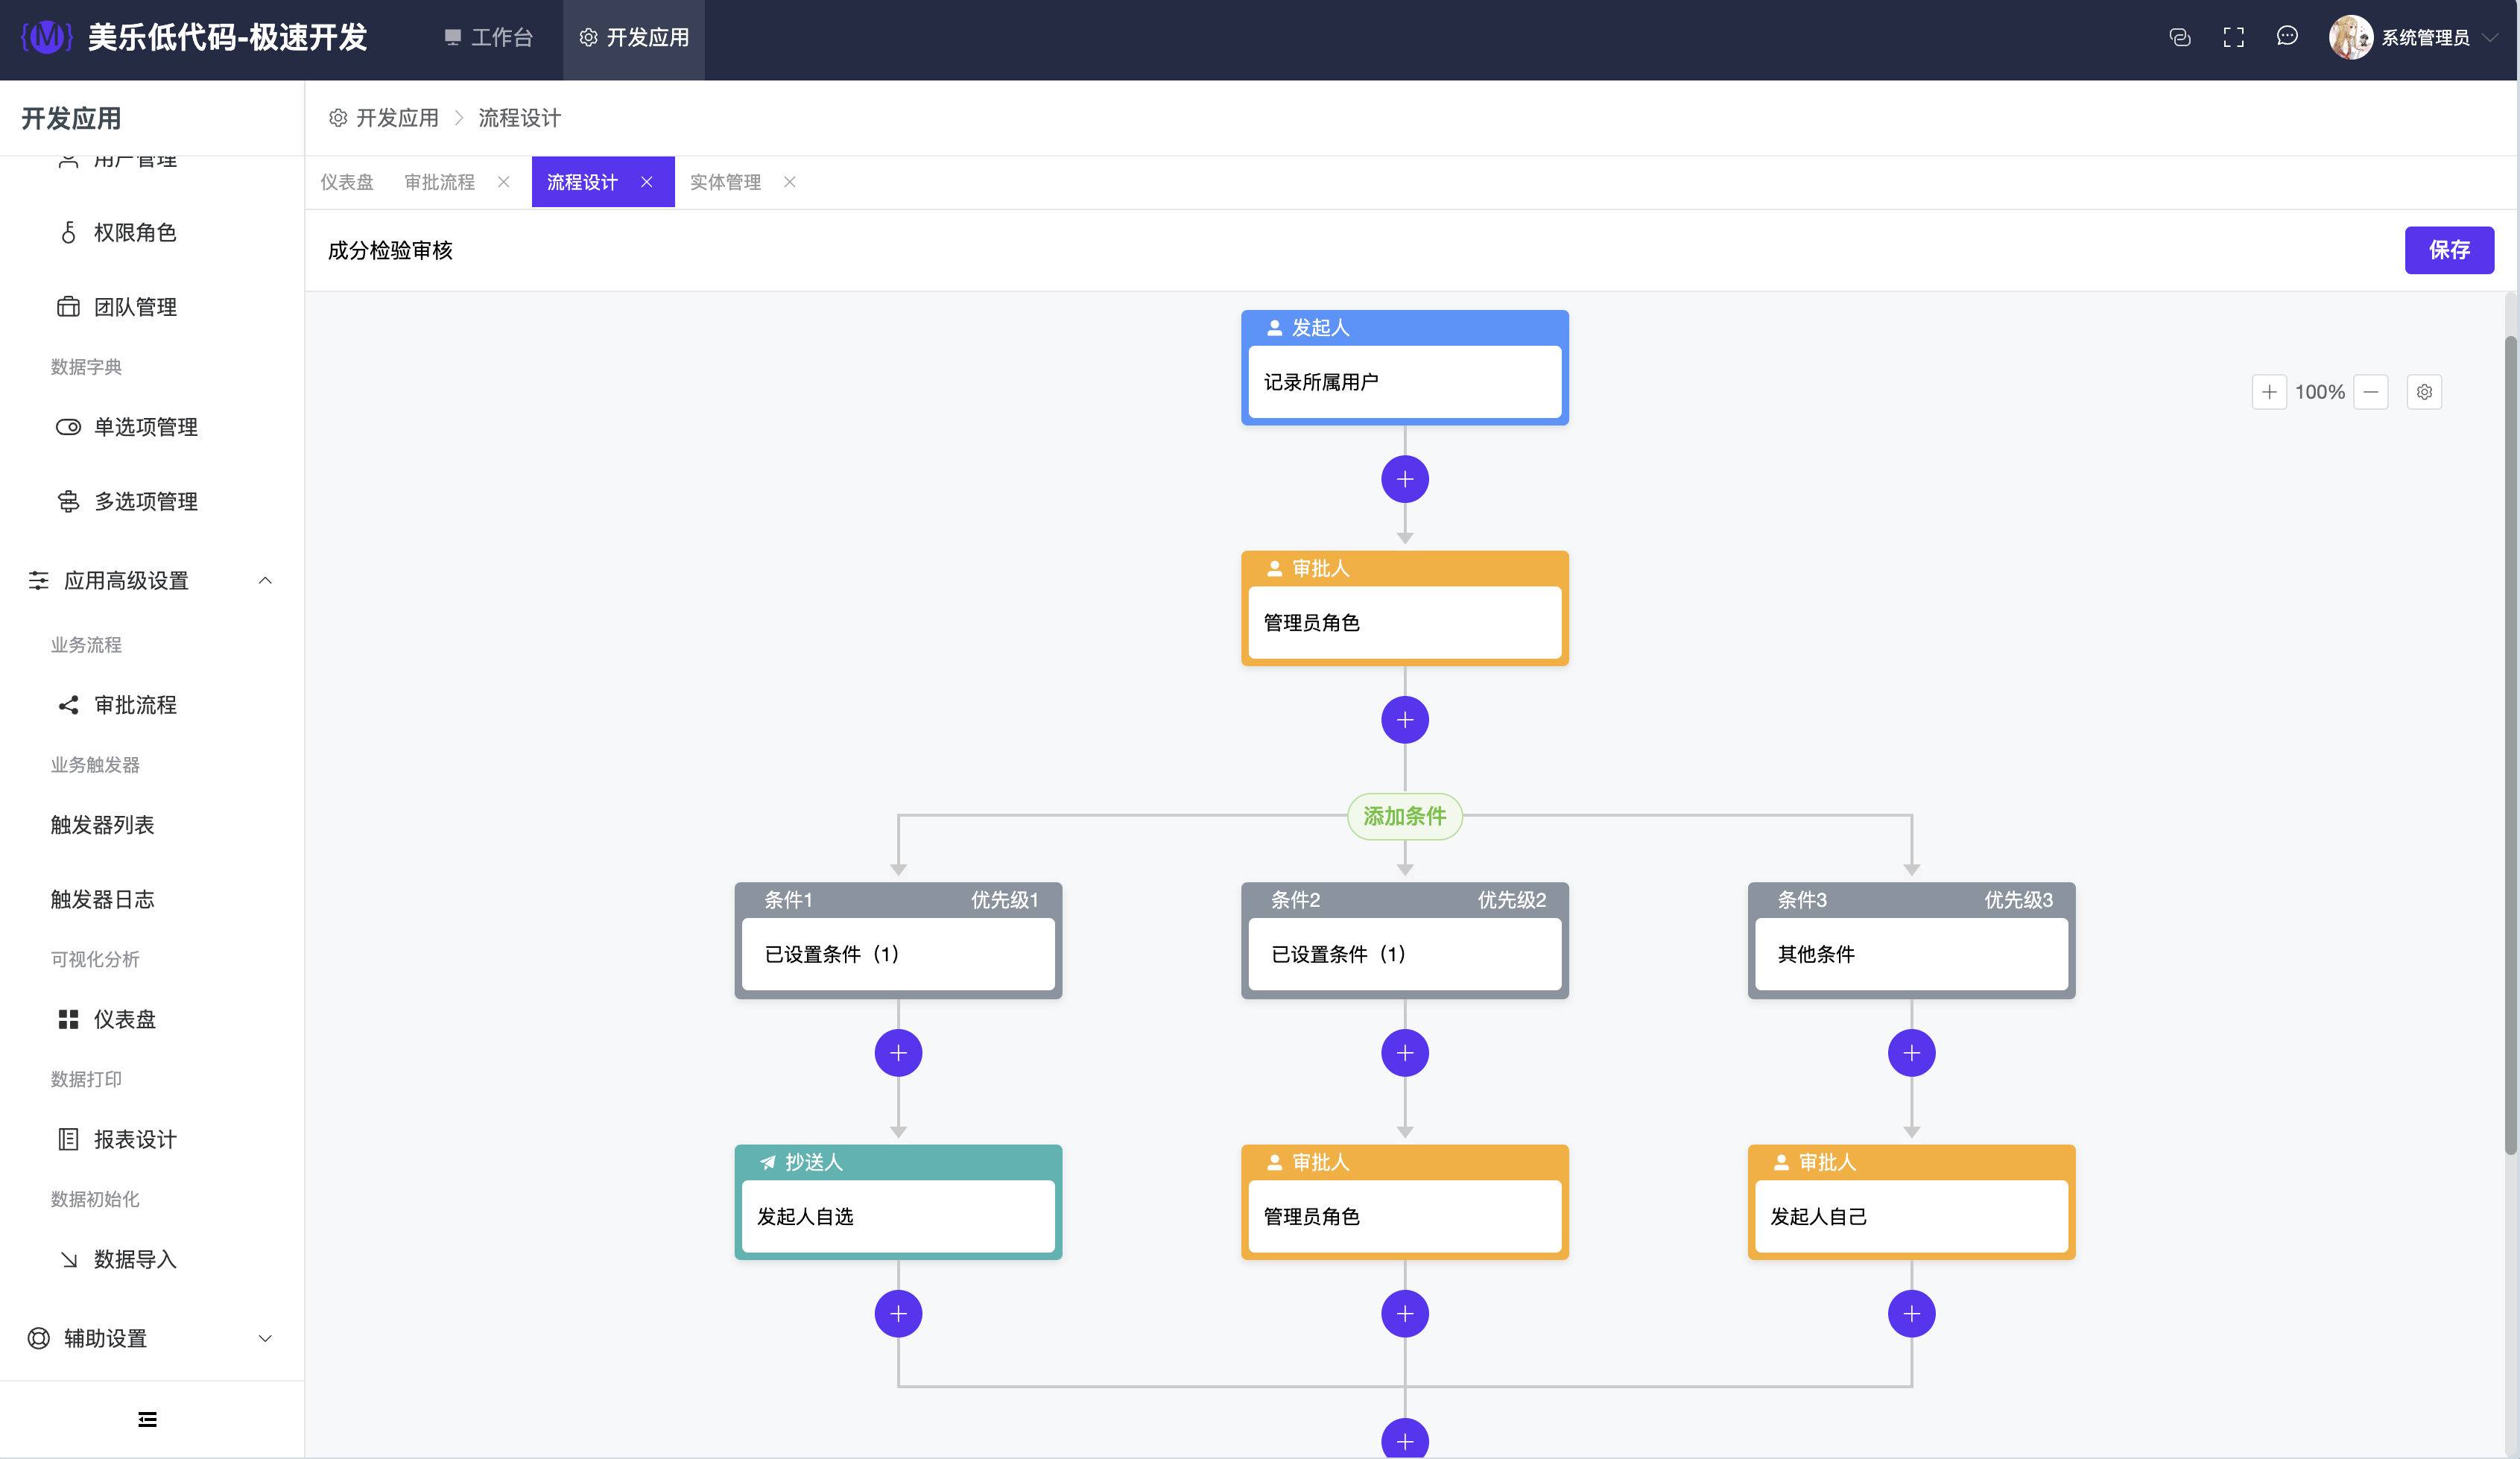 {M} 美乐低代码-极速开发
工作台
开发应用
系统管理员
开发应用
用户管理
权限角色
团队管理
数据字典
单选项管理
多选项管理
应用高级设置
业务流程
审批流程
业务触发器
触发器列表
触发器日志
可视化分析
仪表盘
数据打印
报表设计
数据初始化
数据导入
辅助设置
开发应用 > 流程设计
仪表盘 审批流程 流程设计 实体管理
成分检验审核
保存
100%
发起人
记录所属用户
审批人
管理员角色
添加条件
条件1 优先级1
已设置条件（1）
条件2 优先级2
已设置条件（1）
条件3 优先级3
其他条件
抄送人
发起人自选
审批人
管理员角色
审批人
发起人自己